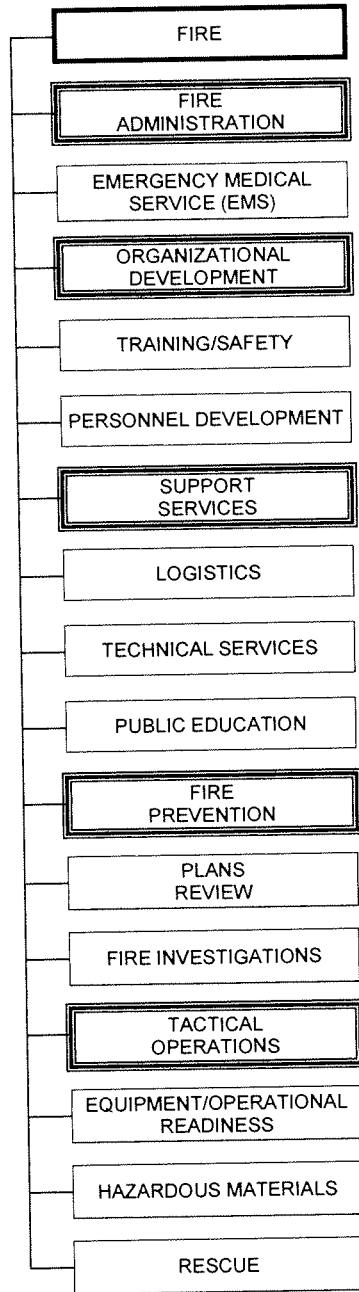 FIRE
FIRE
ADMINISTRATION
EMERGENCY MEDICAL
SERVICE (EMS)
ORGANIZATIONAL
DEVELOPMENT
TRAINING/SAFETY
PERSONNEL DEVELOPMENT
SUPPORT
SERVICES
LOGISTICS
TECHNICAL SERVICES
PUBLIC EDUCATION
FIRE
PREVENTION
PLANS
REVIEW
FIRE INVESTIGATIONS
TACTICAL
OPERATIONS
EQUIPMENT/OPERATIONAL
READINESS
HAZARDOUS MATERIALS
RESCUE